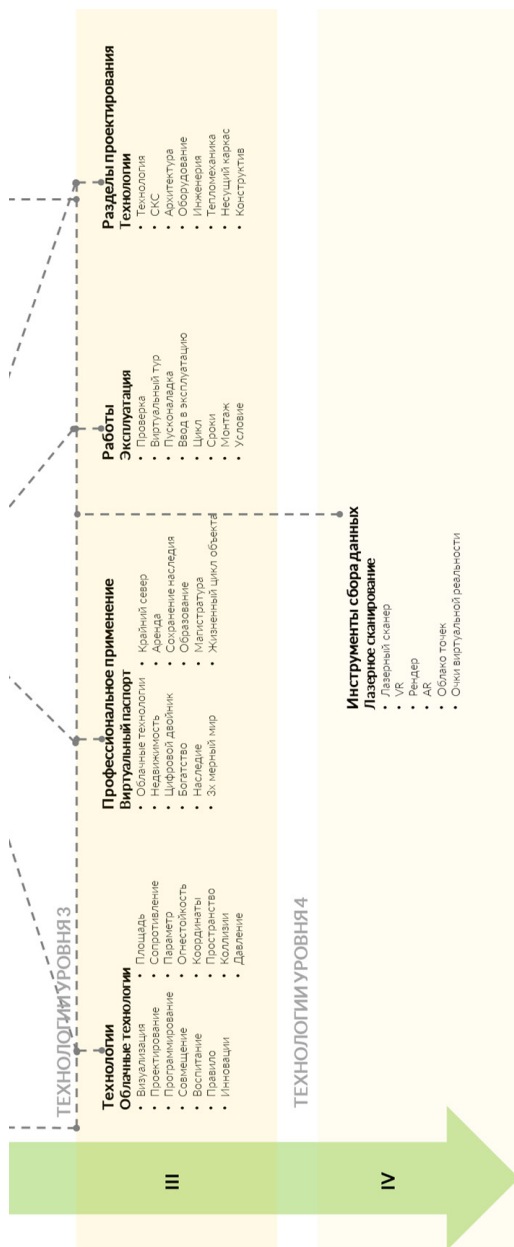 ТЕХНОЛОГИИ УРОВНЯ 3
III
Технологии
Облачные технологии
• Визуализация
• Проектирование
• Программирование
• Совмещение
• Воспитание
• Правило
• Инновации
• Площадь
• Сопротивление
• Параметр
• Огнестойкость
• Координаты
• Пространство
• Коллизии
• Давление
Профессиональное применение
Виртуальный паспорт
• Облачные технологии
• Недвижимость
• Цифровой двойник
• Богатство
• Наследие
• 3х мерный мир
• Крайний север
• Аренда
• Сохранение наследия
• Образование
• Магистратура
• Жизненный цикл объекта
Работы
Эксплуатация
• Проверка
• Виртуальный тур
• Пусконаладка
• Ввод в эксплуатацию
• Цикл
• Сроки
• Монтаж
• Условие
Разделы проектирования
Технологии
• Технология
• СКС
• Архитектура
• Оборудование
• Инженерия
• Тепломеханика
• Несущий каркас
• Конструктив
ТЕХНОЛОГИИ УРОВНЯ 4
IV
Инструменты сбора данных
Лазерное сканирование
• Лазерный сканер
• VR
• Рендер
• AR
• Облако точек
• Очки виртуальной реальности